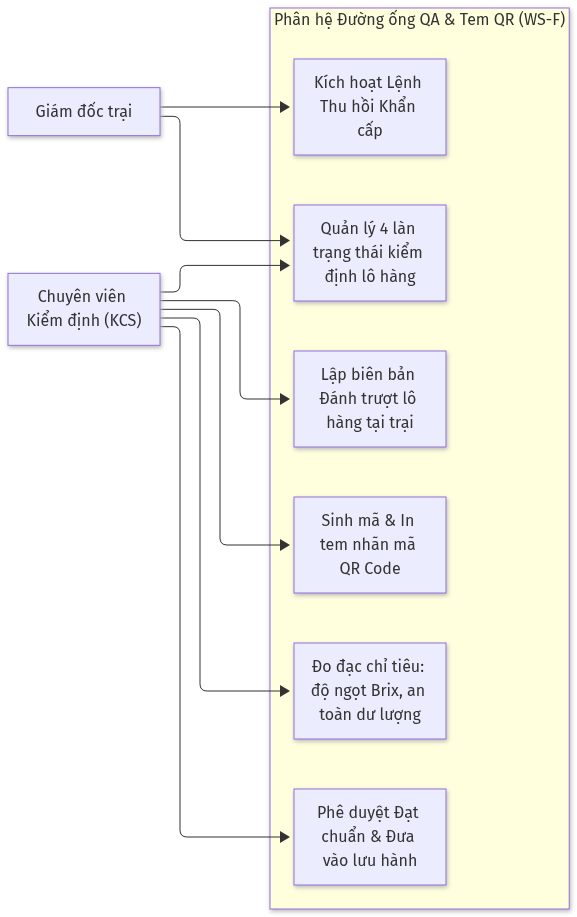 Phân hệ Đường ống QA & Tem QR (WS-F)
Giám đốc trại
Chuyên viên
Kiểm định (KCS)
Kích hoạt Lệnh
Thu hồi Khẩn
cấp
Quản lý 4 làn
trạng thái kiểm
định lô hàng
Lập biên bản
Đánh trượt lô
hàng tại trại
Sinh mã & In
tem nhãn mã
QR Code
Đo đạc chỉ tiêu:
độ ngọt Brix, an
toàn dư lượng
Phê duyệt Đạt
chuẩn & Đưa
vào lưu hành